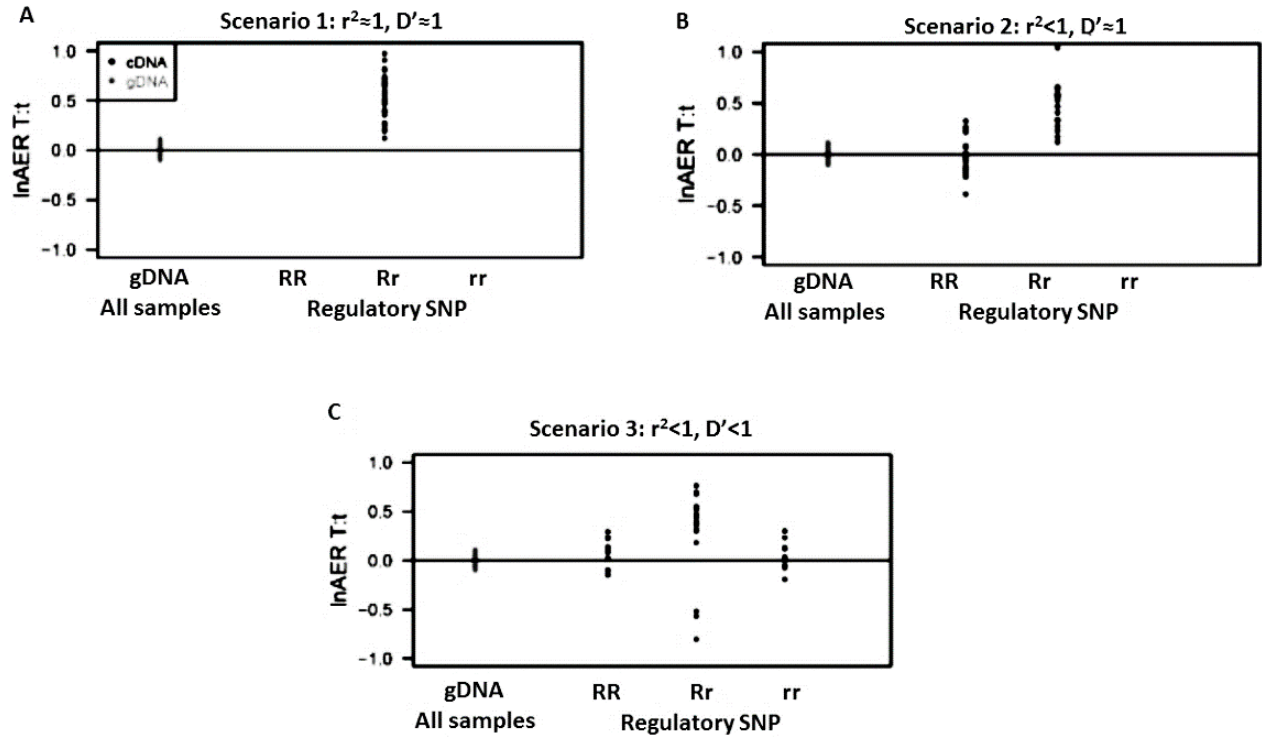 A
Scenario 1: r²≈1, D’≈1
lnAER T:t
1.0
0.5
0.0
−0.5
−1.0
cDNA
gDNA
gDNA RR Rr rr
All samples Regulatory SNP
B
Scenario 2: r²<1, D’≈1
lnAER T:t
1.0
0.5
0.0
−0.5
−1.0
gDNA RR Rr rr
All samples Regulatory SNP
C
Scenario 3: r²<1, D’<1
lnAER T:t
1.0
0.5
0.0
−0.5
−1.0
gDNA RR Rr rr
All samples Regulatory SNP